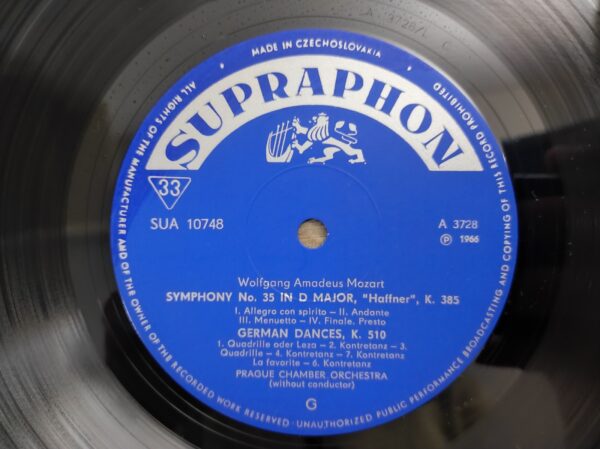 A 3728/1 C
MADE IN CZECHOSLOVAKIA
SUPRAPHON
33
SUA 10748
A 3728
Ⓟ 1966
Wolfgang Amadeus Mozart
SYMPHONY No. 35 IN D MAJOR, "Haffner", K. 385
I. Allegro con spirito – II. Andante
III. Menuetto – IV. Finale. Presto
GERMAN DANCES, K. 510
1. Quadrille oder Leza – 2. Kontretanz – 3.
Quadrille – 4. Kontretanz – 7. Kontretanz
La favorite – 6. Kontretanz
PRAGUE CHAMBER ORCHESTRA
(without conductor)
G
ALL RIGHTS OF THE MANUFACTURER AND OF THE OWNER OF THE RECORDED WORK RESERVED · UNAUTHORIZED PUBLIC PERFORMANCE BROADCASTING AND COPYING OF THIS RECORD PROHIBITED